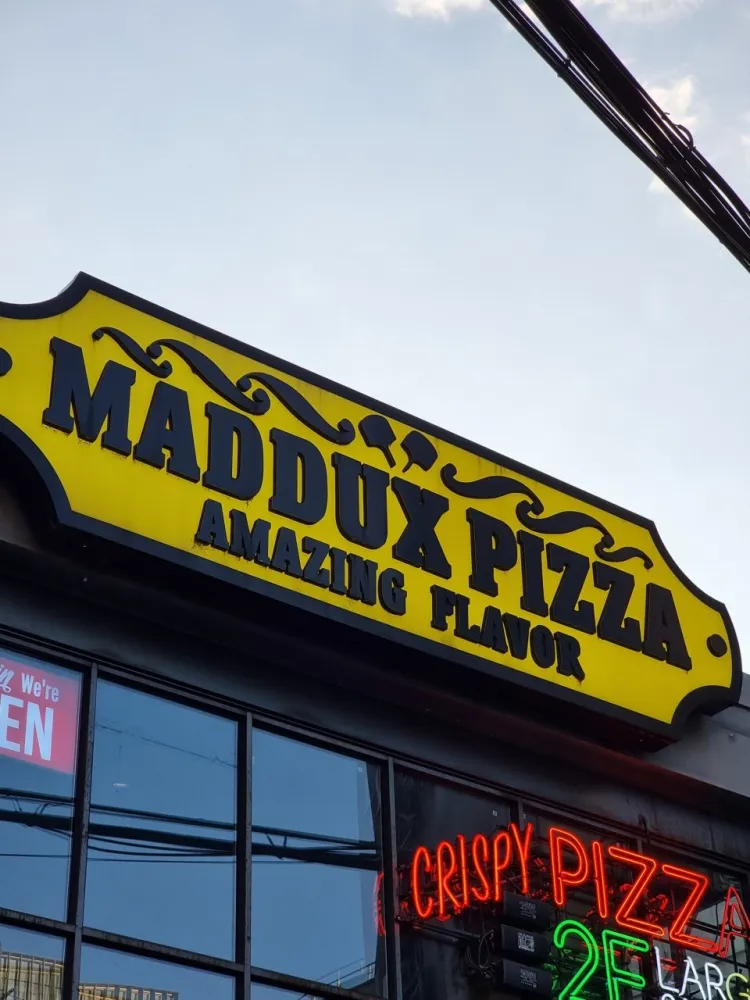 MADDUX PIZZA
AMAZING FLAVOR
We're
EN
CRISPY PIZZA
2F
LARG